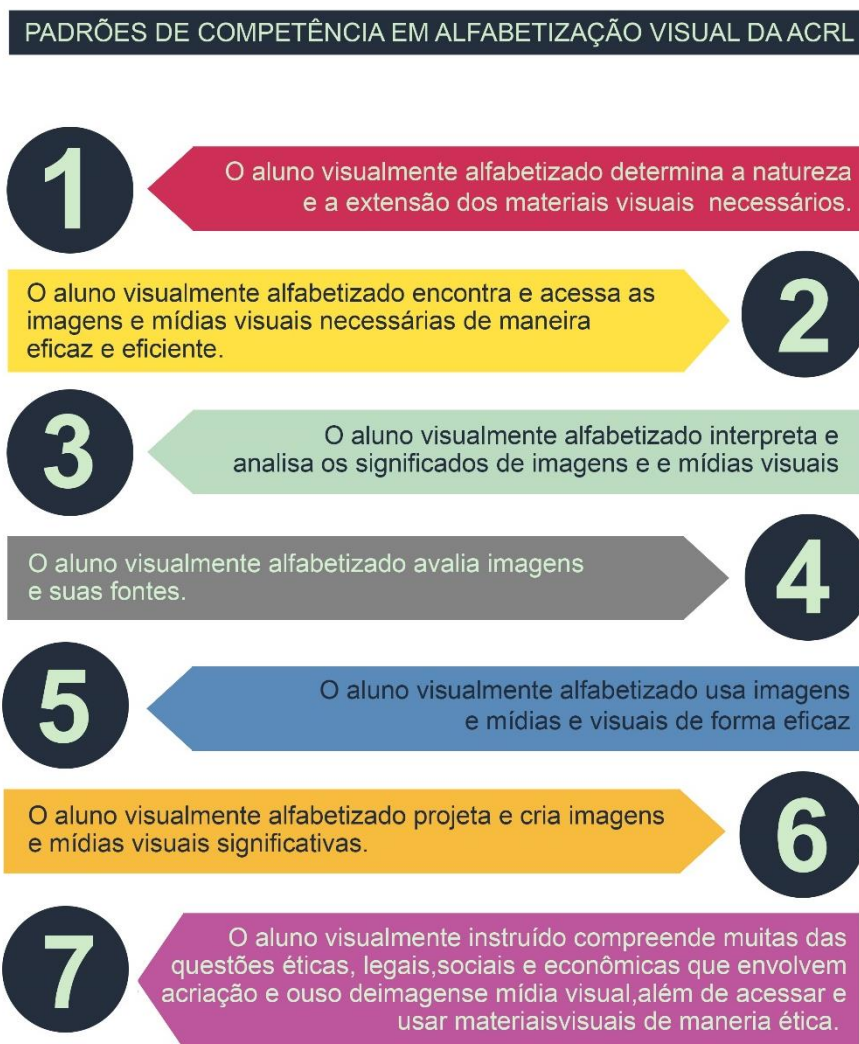 PADRÕES DE COMPETÊNCIA EM ALFABETIZAÇÃO VISUAL DA ACRL
1
O aluno visualmente alfabetizado determina a natureza
e a extensão dos materiais visuais necessários.
O aluno visualmente alfabetizado encontra e acessa as
imagens e mídias visuais necessárias de maneira
eficaz e eficiente.
2
3
O aluno visualmente alfabetizado interpreta e
analisa os significados de imagens e e mídias visuais
O aluno visualmente alfabetizado avalia imagens
e suas fontes.
4
5
O aluno visualmente alfabetizado usa imagens
e mídias e visuais de forma eficaz
O aluno visualmente alfabetizado projeta e cria imagens
e mídias visuais significativas.
6
7
O aluno visualmente instruído compreende muitas das
questões éticas, legais,sociais e econômicas que envolvem
acriação e ouso deimagense mídia visual,além de acessar e
usar materiaisvisuais de maneria ética.